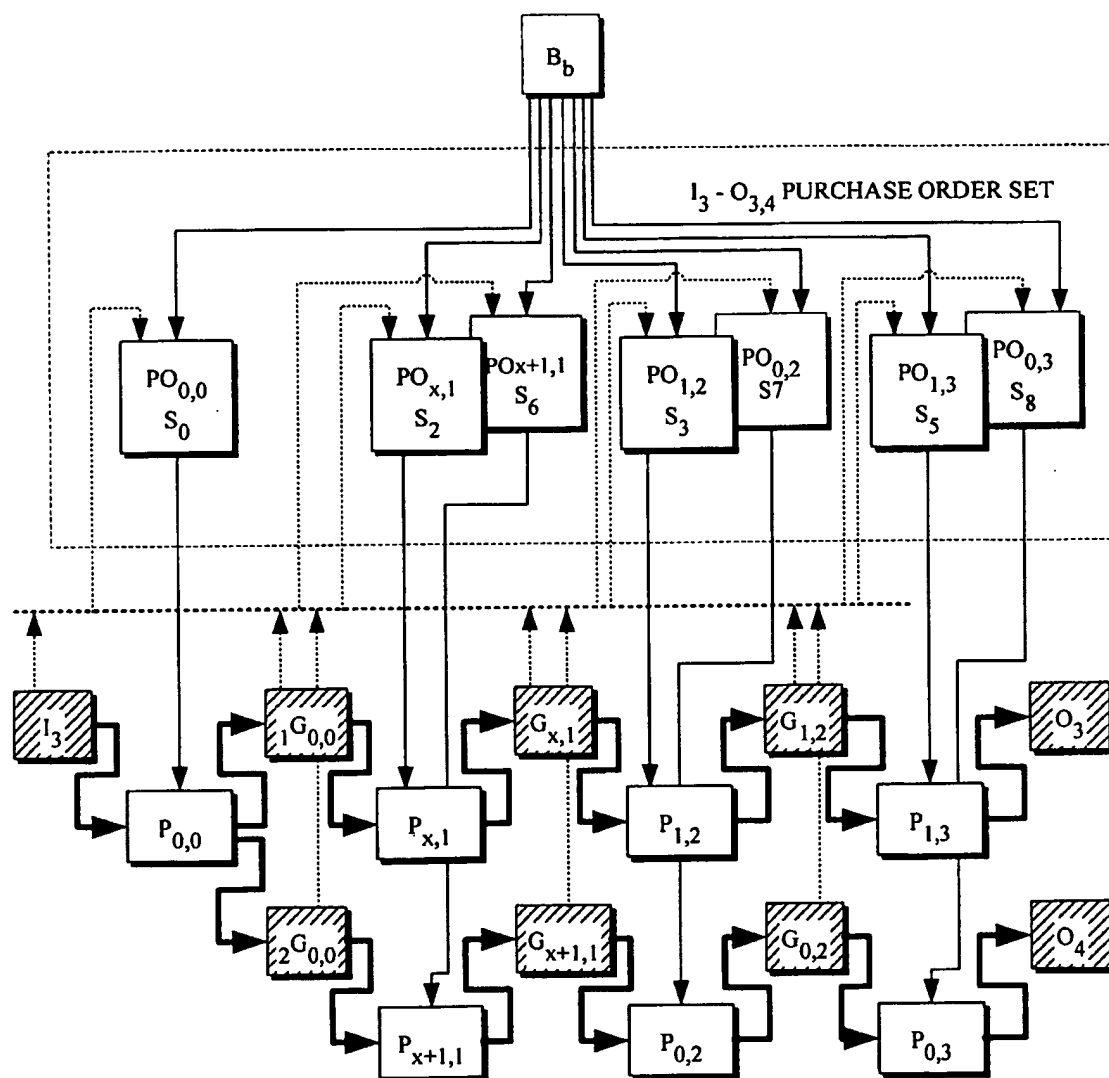 B_b
I_3 - O_3,4 PURCHASE ORDER SET
PO_0,0
S_0
PO_x,1
S_2
POx+1,1
S_6
PO_1,2
S_3
PO_0,2
S7
PO_1,3
S_5
PO_0,3
S_8
I_3
_1G_0,0
G_x,1
G_1,2
O_3
P_0,0
P_x,1
P_1,2
P_1,3
_2G_0,0
G_x+1,1
G_0,2
O_4
P_x+1,1
P_0,2
P_0,3